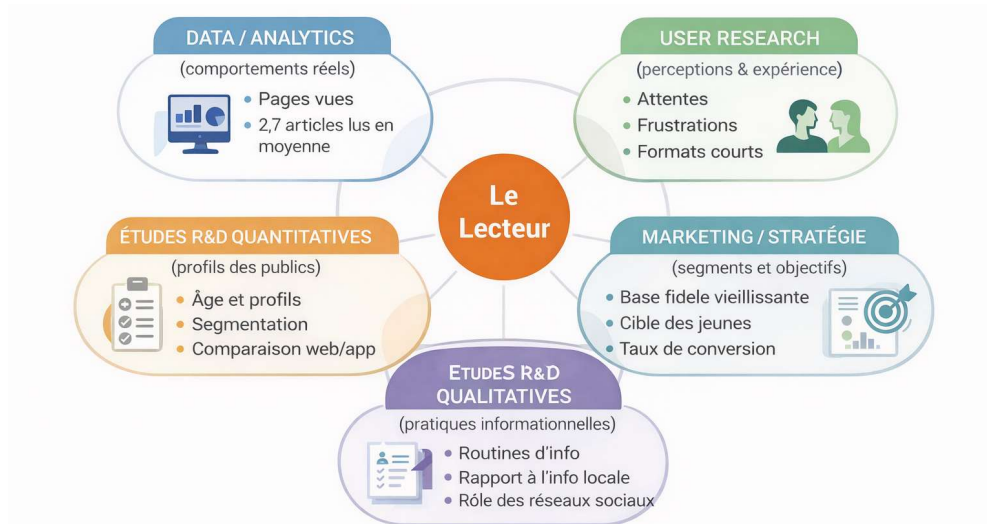 DATA / ANALYTICS
(comportements réels)
• Pages vues
• 2,7 articles lus en
moyenne
USER RESEARCH
(perceptions & expérience)
• Attentes
• Frustrations
• Formats courts
Le
Lecteur
ÉTUDES R&D QUANTITATIVES
(profils des publics)
• Âge et profils
• Segmentation
• Comparaison web/app
MARKETING / STRATÉGIE
(segments et objectifs)
• Base fidele vieillissante
• Cible des jeunes
• Taux de conversion
ETUDES R&D
QUALITATIVES
(pratiques informationnelles)
• Routines d'info
• Rapport à l'info locale
• Rôle des réseaux sociaux